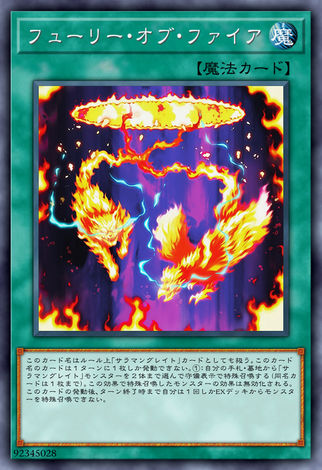 フューリー・オブ・ファイア
魔
【魔法カード】
このカード名はルール上「サラマングレイト」カードとしても扱う。このカード
名のカードは１ターンに１枚しか発動できない。①：自分の手札・墓地から「サ
ラマングレイト」モンスターを２体まで選んで守備表示で特殊召喚する（同名カ
ードは１枚まで）。この効果で特殊召喚したモンスターの効果は無効化される。
このカードの発動後、ターン終了時まで自分は１回しかEXデッキからモンスター
を特殊召喚できない。
92345028